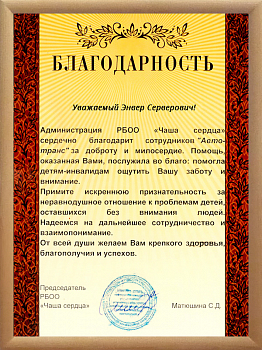 БЛАГОДАРНОСТЬ
Уважаемый Энвер Серверович!
Администрация РБОО «Чаша сердца»
сердечно благодарит сотрудников "Авто-
транс" за доброту и милосердие. Помощь,
оказанная Вами, послужила во благо: помогла
детям-инвалидам ощутить Вашу заботу и
внимание.
Примите искреннюю признательность за
неравнодушное отношение к проблемам детей,
оставшихся без внимания людей.
Надеемся на дальнейшее сотрудничество и
взаимопонимание.
От всей души желаем Вам крепкого здоровья,
благополучия и успехов.
Председатель
РБОО
«Чаша сердца»
Матюшина С.Д.